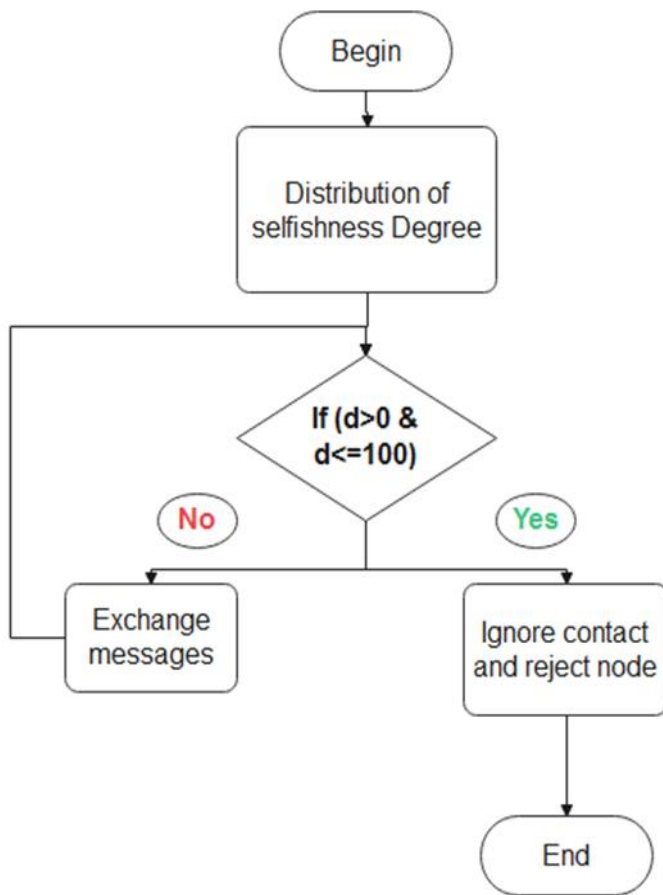 Begin
Distribution of
selfishness Degree
If (d>0 &
d<=100)
No
Yes
Exchange
messages
Ignore contact
and reject node
End